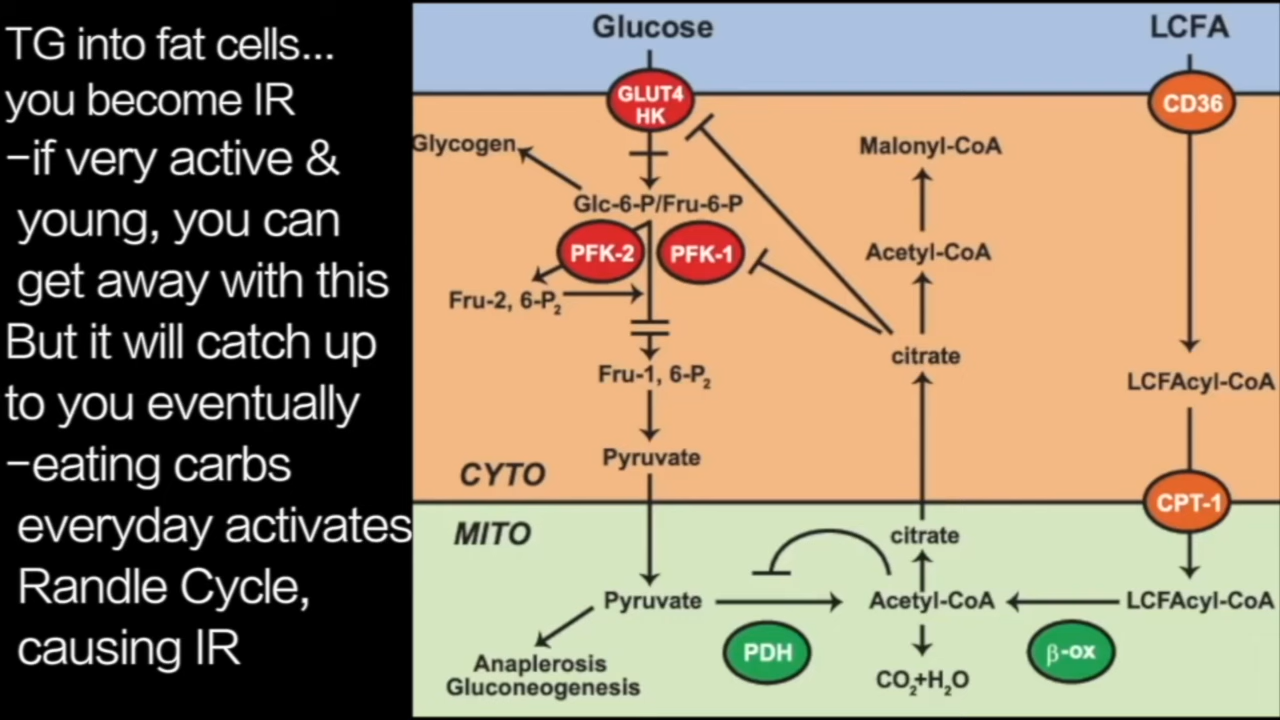 TG into fat cells...
you become IR
-if very active &
young, you can
get away with this
But it will catch up
to you eventually
-eating carbs
everyday activates
Randle Cycle,
causing IR
Glucose
LCFA
GLUT4
HK
CD36
Glycogen
Malonyl-CoA
Glc-6-P/Fru-6-P
PFK-2
PFK-1
Acetyl-CoA
Fru-2, 6-P₂
citrate
Fru-1, 6-P₂
LCFAcyl-CoA
Pyruvate
CYTO
CPT-1
MITO
citrate
Pyruvate
Acetyl-CoA
LCFAcyl-CoA
PDH
β-ox
Anaplerosis
Gluconeogenesis
CO₂+H₂O